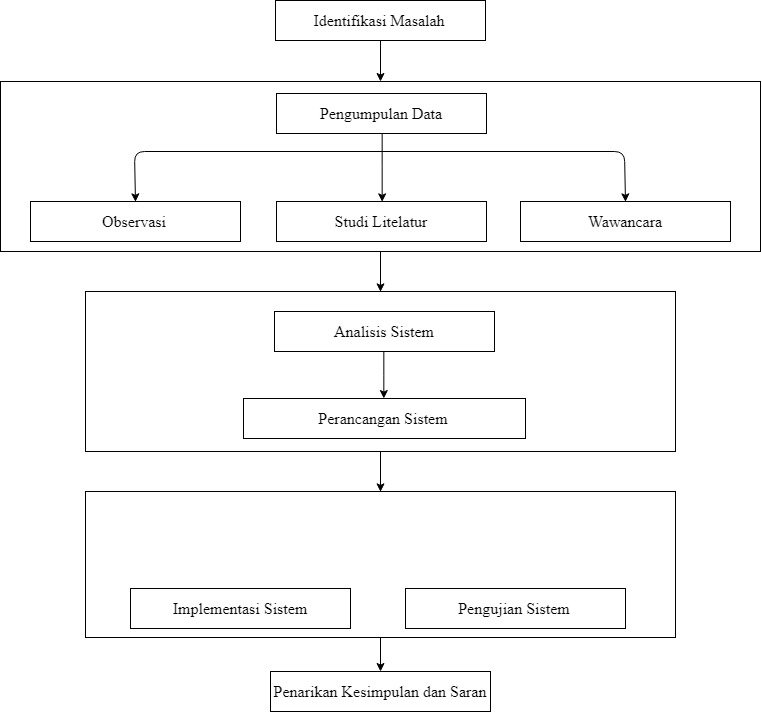 Identifikasi Masalah
Pengumpulan Data
Observasi
Studi Litelatur
Wawancara
Analisis Sistem
Perancangan Sistem
Implementasi Sistem
Pengujian Sistem
Penarikan Kesimpulan dan Saran